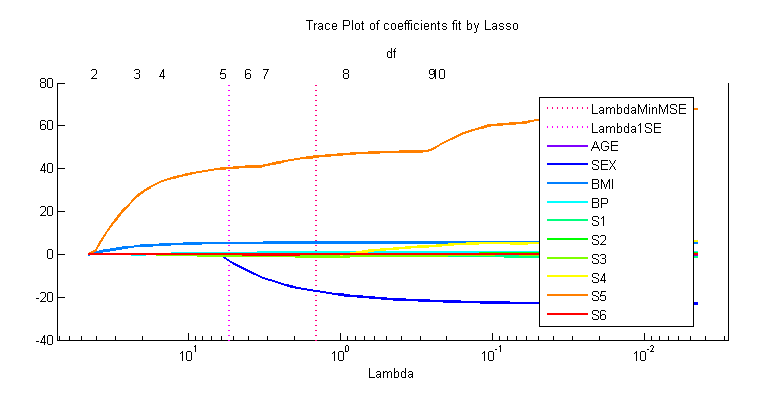 Trace Plot of coefficients fit by Lasso
df
2 3 4 5 6 7 8 9 10
80
60
40
20
0
-20
-40
10^1 10^0 10^-1 10^-2
Lambda
LambdaMinMSE
Lambda1SE
AGE
SEX
BMI
BP
S1
S2
S3
S4
S5
S6